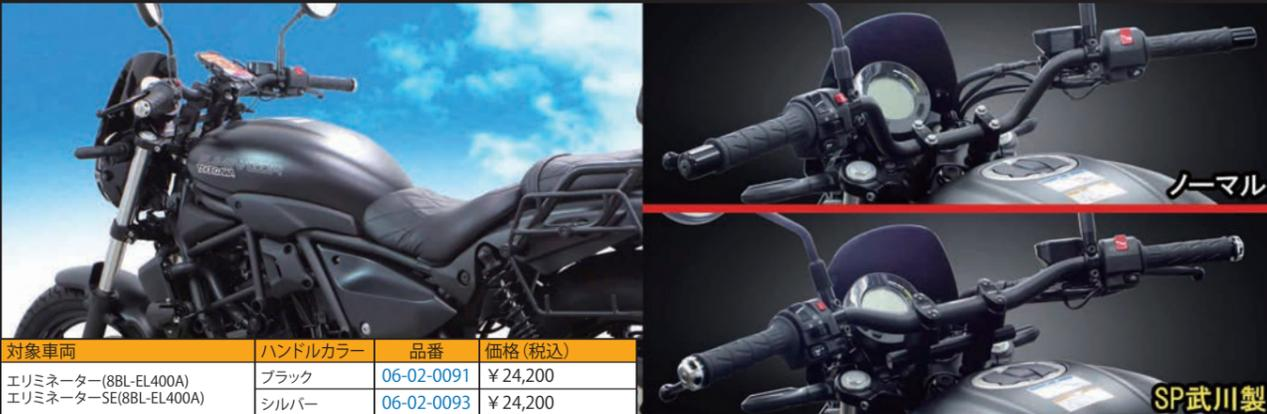 TAKEGAWA
ノーマル
SP武川製
対象車両 ハンドルカラー 品番 価格(税込)
エリミネーター(8BL-EL400A)
エリミネーターSE(8BL-EL400A)
ブラック 06-02-0091 ￥24,200
シルバー 06-02-0093 ￥24,200